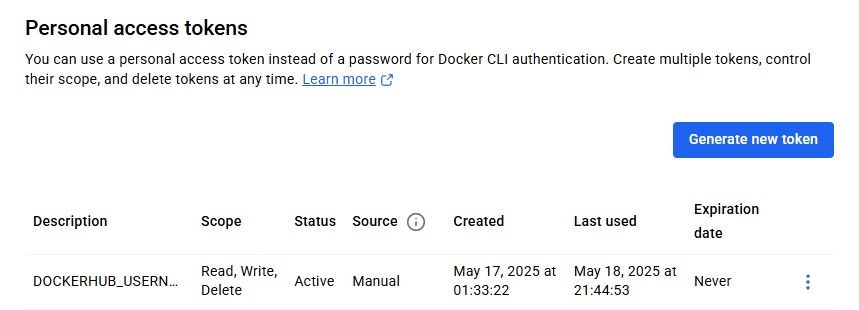 Personal access tokens
You can use a personal access token instead of a password for Docker CLI authentication. Create multiple tokens, control
their scope, and delete tokens at any time. Learn more
Generate new token
Description Scope Status Source Created Last used Expiration date
DOCKERHUB_USERN... Read, Write, Delete Active Manual May 17, 2025 at 01:33:22 May 18, 2025 at 21:44:53 Never